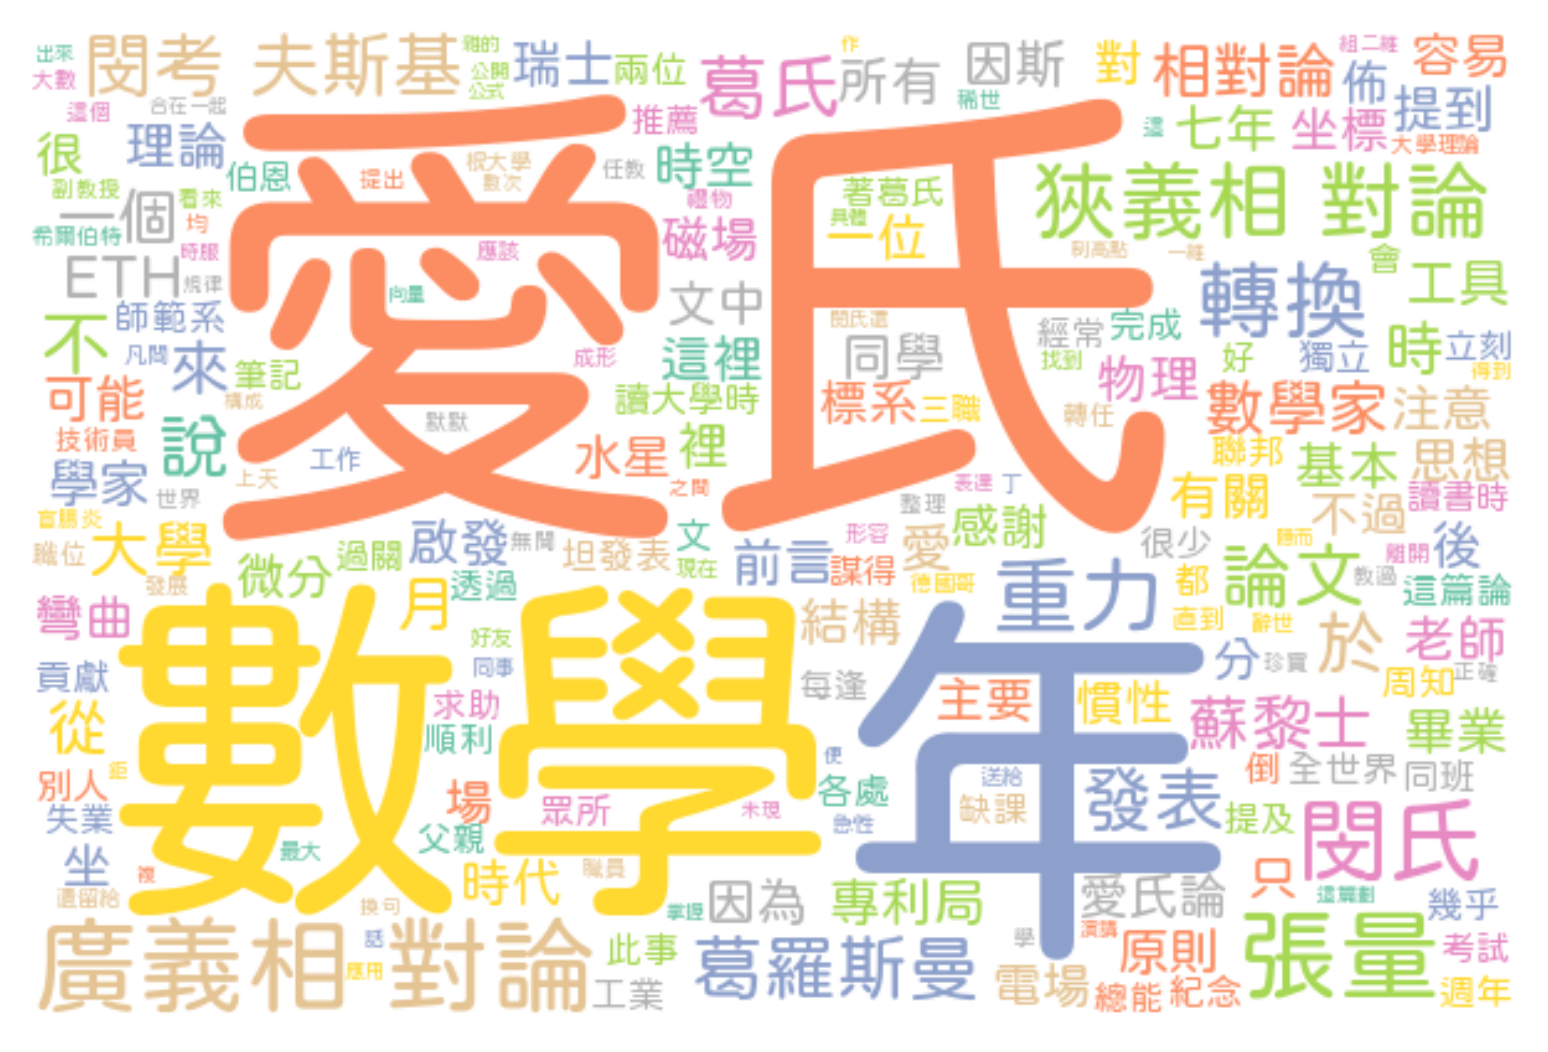 出來
閔考
夫斯基
雜的
公開
公式
瑞士
兩位
葛氏
作
所有
因斯
對
相對論
組二維
容易
大數
這個
合在一起
推薦
稀世
佈
提到
很
理論
伯恩
提出
根大學
數次
任教
時空
著葛氏
這
七年
坐標
大學理論
副教授
看來
一個
均
禮物
具體
一位
狹義相 對論
希爾伯特
時服
愛氏
應該
磁場
利高點
一維
會
ETH
規律
向量
文中
轉換
工具
師範系
閔氏遺
經常
完成
不
凡間
來
筆記
成形
這裡
同學
找到
物理
好
獨立
時
立刻
得到
可能
構成
讀大學時
標系
三職
轉任
數學家
注意
技術員
說
默默
水星
裡
聯邦
基本
思想
學家
世界
上天
工作
之間
表達
丁
有關
不過
讀書時
盲腸炎
大學
啟發
無聞
坦發表
文
現在
前言
形容
整理
感謝
愛
很少
隨而
論文
離開
後
職位
發展
微分
過關
透過
謀得
德國哥
重力
都
教過
這篇論
彎曲
數學
月
結構
年
直到
辭世
於
老師
貢獻
好友
同事
每逢
分
珍寶
周知
正確
從
求助
順利
主要
慣性
蘇黎士
畢業
別人
鉅
便
各處
送給
倒
全世界
同班
失業
場
眾所
未現
急性
缺課
發表
提及
閔氏
坐
複
最大
父親
時代
職員
只
這篇劃
遺留給
換句
掌握
因為
專利局
愛氏論
幾乎
廣義相
話
應用
對論
此事
工業
葛羅斯曼
學
電場
演講
原則
總能
紀念
張量
考試
週年